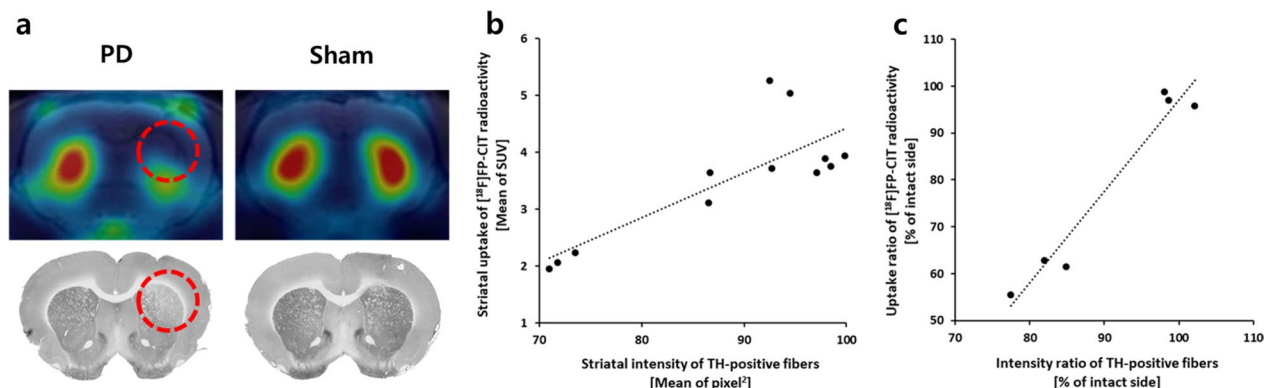 a
PD
Sham
b
6
5
4
3
2
1
70
80
90
100
Striatal uptake of [¹⁸F]FP-CIT radioactivity
[Mean of SUV]
Striatal intensity of TH-positive fibers
[Mean of pixel²]
c
110
100
90
80
70
60
50
70
80
90
100
110
Uptake ratio of [¹⁸F]FP-CIT radioactivity
[% of intact side]
Intensity ratio of TH-positive fibers
[% of intact side]